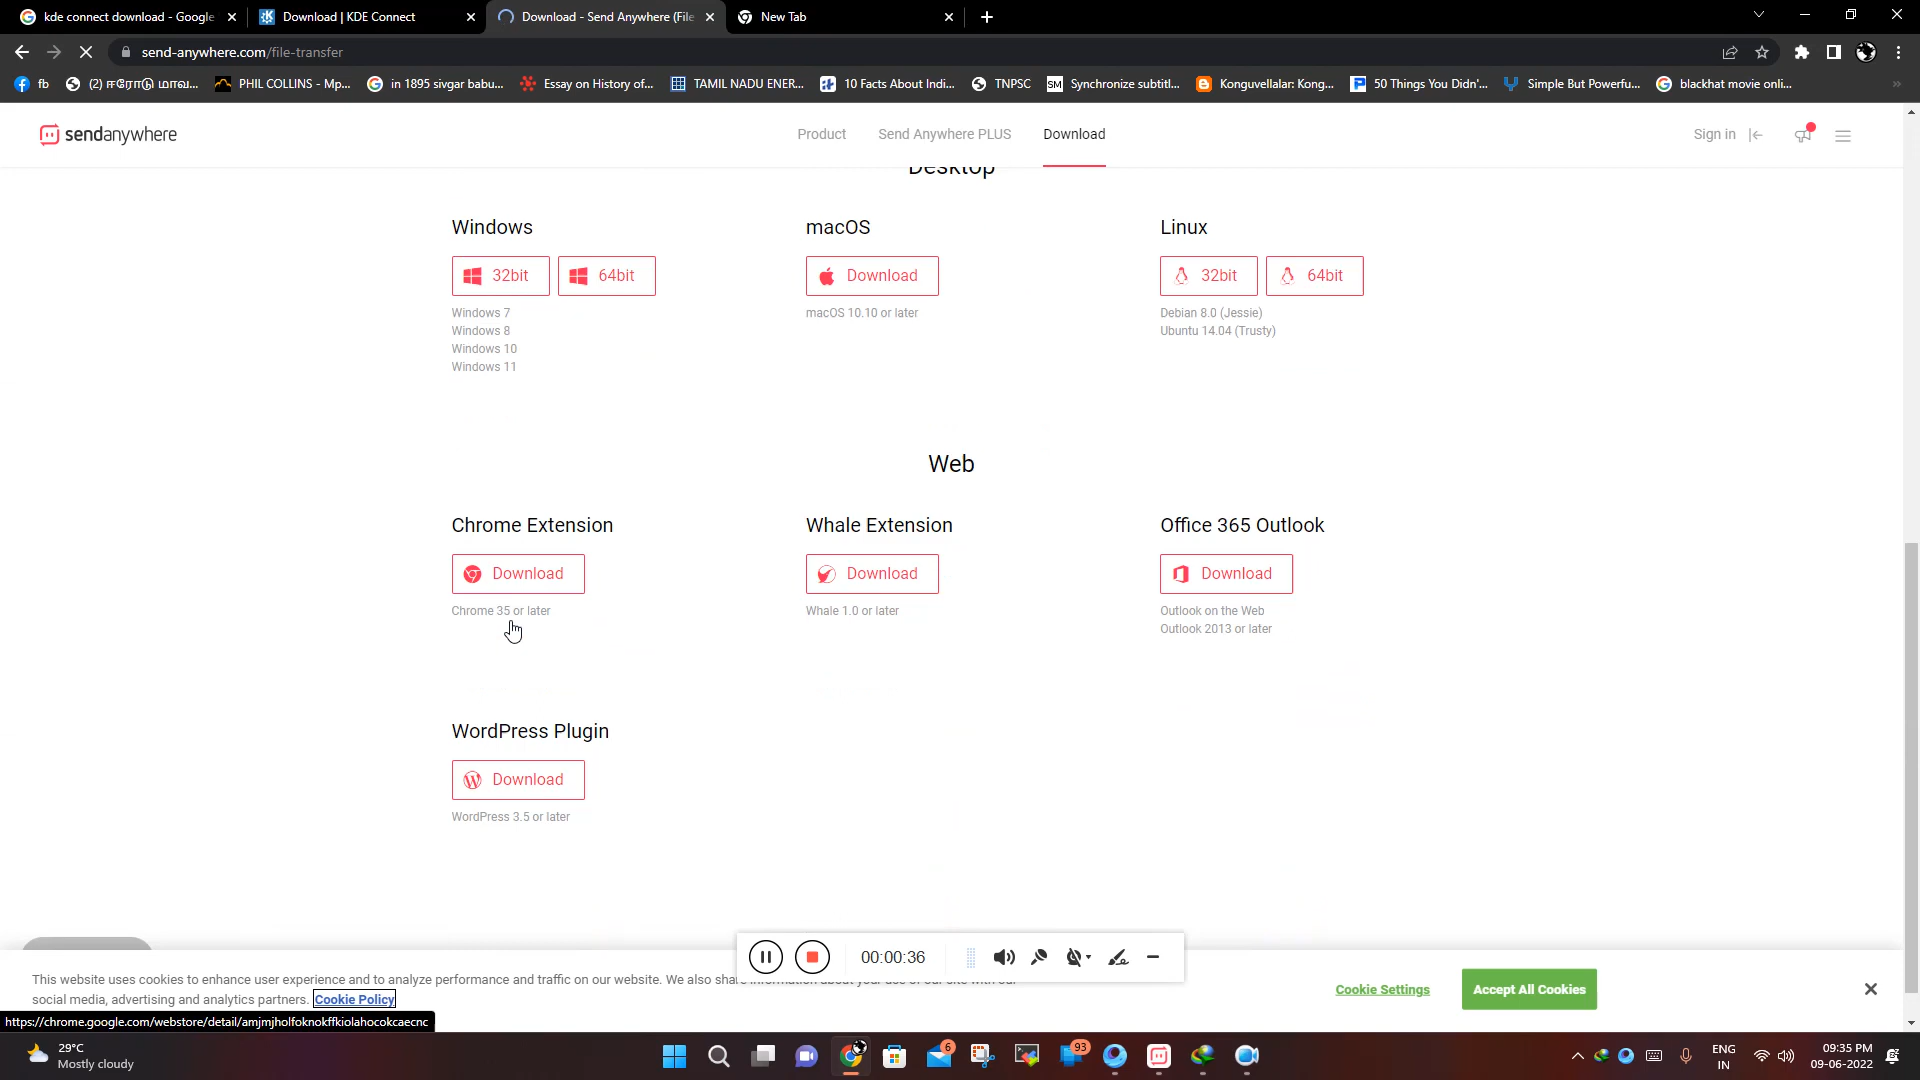 kde connect download - Google
Download | KDE Connect
Download - Send Anywhere (File
New Tab
send-anywhere.com/file-transfer
fb
(2) ஈரோடு மாவ...
PHIL COLLINS - Mp...
in 1895 sivgar babu...
Essay on History of...
TAMIL NADU ENER...
10 Facts About Indi...
TNPSC
SM Synchronize subtitl...
Konguvellalar: Kong...
50 Things You Didn'...
Simple But Powerfu...
blackhat movie onli...
sendanywhere
Product
Send Anywhere PLUS
Download
Sign in
Desktop
Windows
macOS
Linux
32bit
64bit
Download
32bit
64bit
Windows 7
Windows 8
Windows 10
Windows 11
macOS 10.10 or later
Debian 8.0 (Jessie)
Ubuntu 14.04 (Trusty)
Web
Chrome Extension
Whale Extension
Office 365 Outlook
Download
Download
Download
Chrome 35 or later
Whale 1.0 or later
Outlook on the Web
Outlook 2013 or later
WordPress Plugin
Download
WordPress 3.5 or later
00:00:36
This website uses cookies to enhance user experience and to analyze performance and traffic on our website. We also shar
social media, advertising and analytics partners. Cookie Policy
Cookie Settings
Accept All Cookies
https://chrome.google.com/webstore/detail/amjmjholfoknokffkiolahocokcaecnc
29°C
Mostly cloudy
6
93
ENG
IN
09:35 PM
09-06-2022